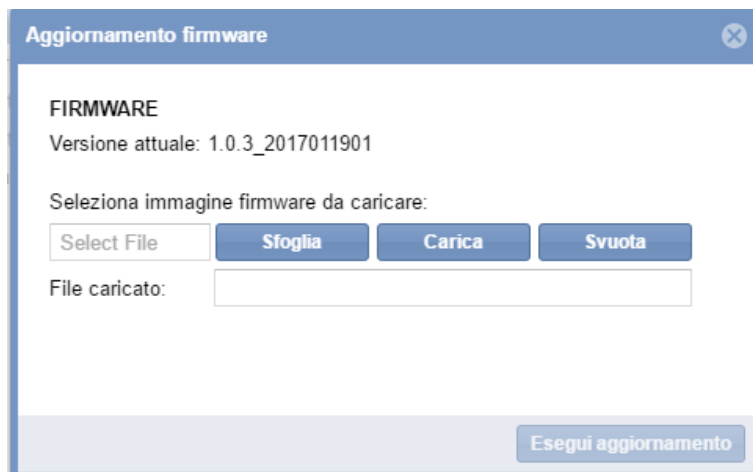 Aggiornamento firmware
FIRMWARE
Versione attuale: 1.0.3_2017011901
Seleziona immagine firmware da caricare:
Select File Sfoglia Carica Svuota
File caricato:
Esegui aggiornamento